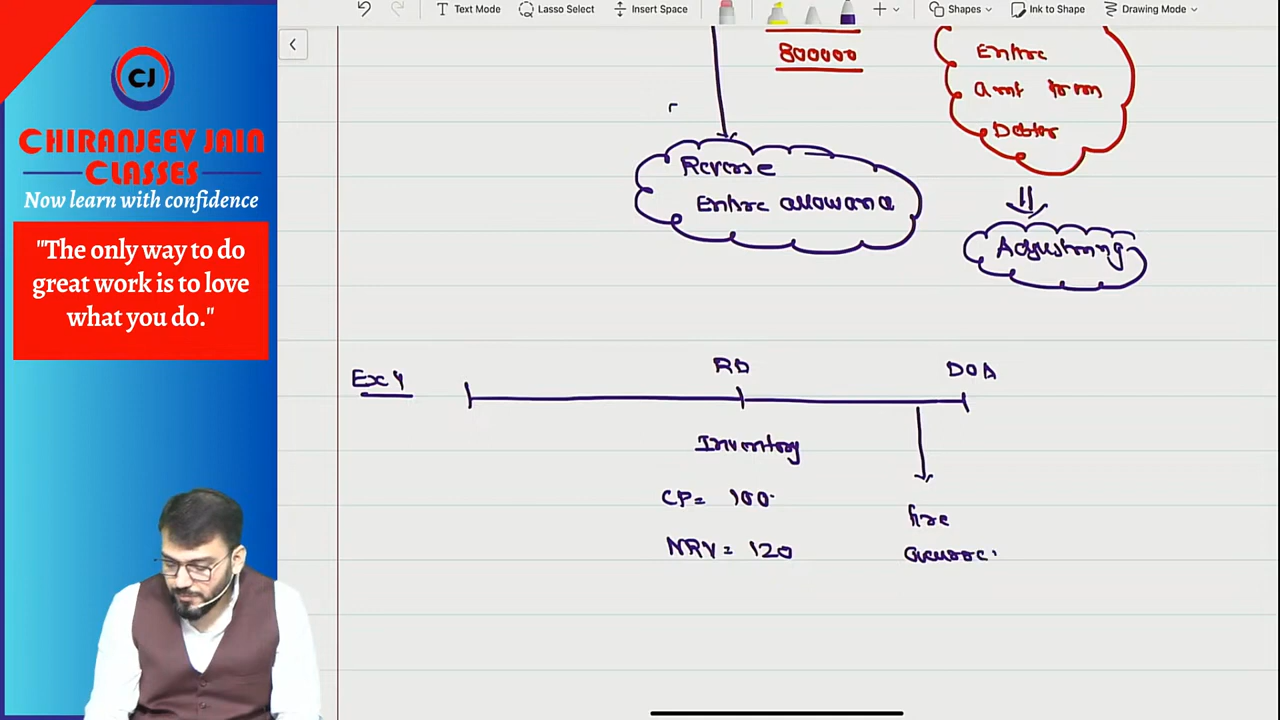 Text Mode
Lasso Select
Insert Space
Shapes
Ink to Shape
Drawing Mode
CJ
CHIRANJEEV JAIN
CLASSES
Now learn with confidence
"The only way to do
great work is to love
what you do."
800000
Entire
amt from
Debtor
Reverse
Entire allowance
Adjusting
Ex 4
RD
DOA
Inventory
CP = 100
NRV = 120
fire